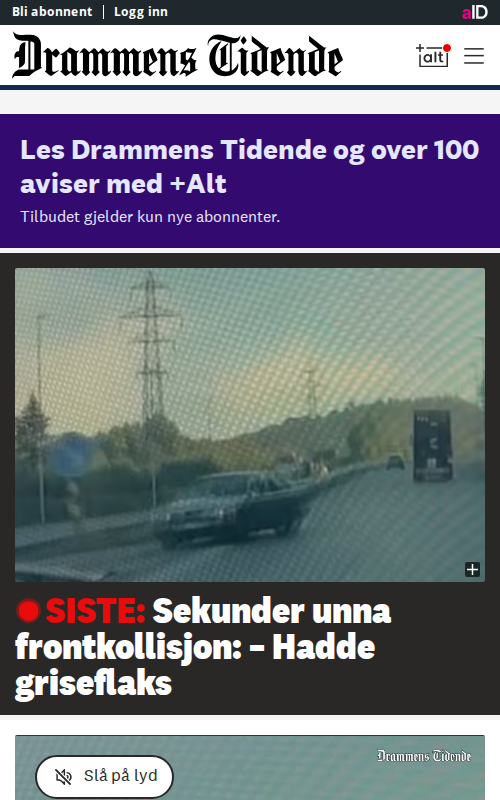 Bli abonnent
Logg inn
aID
Drammens Tidende
+alt
Les Drammens Tidende og over 100
aviser med +Alt
Tilbudet gjelder kun nye abonnenter.
SISTE: Sekunder unna
frontkollisjon: – Hadde
griseflaks
Drammens Tidende
Slå på lyd